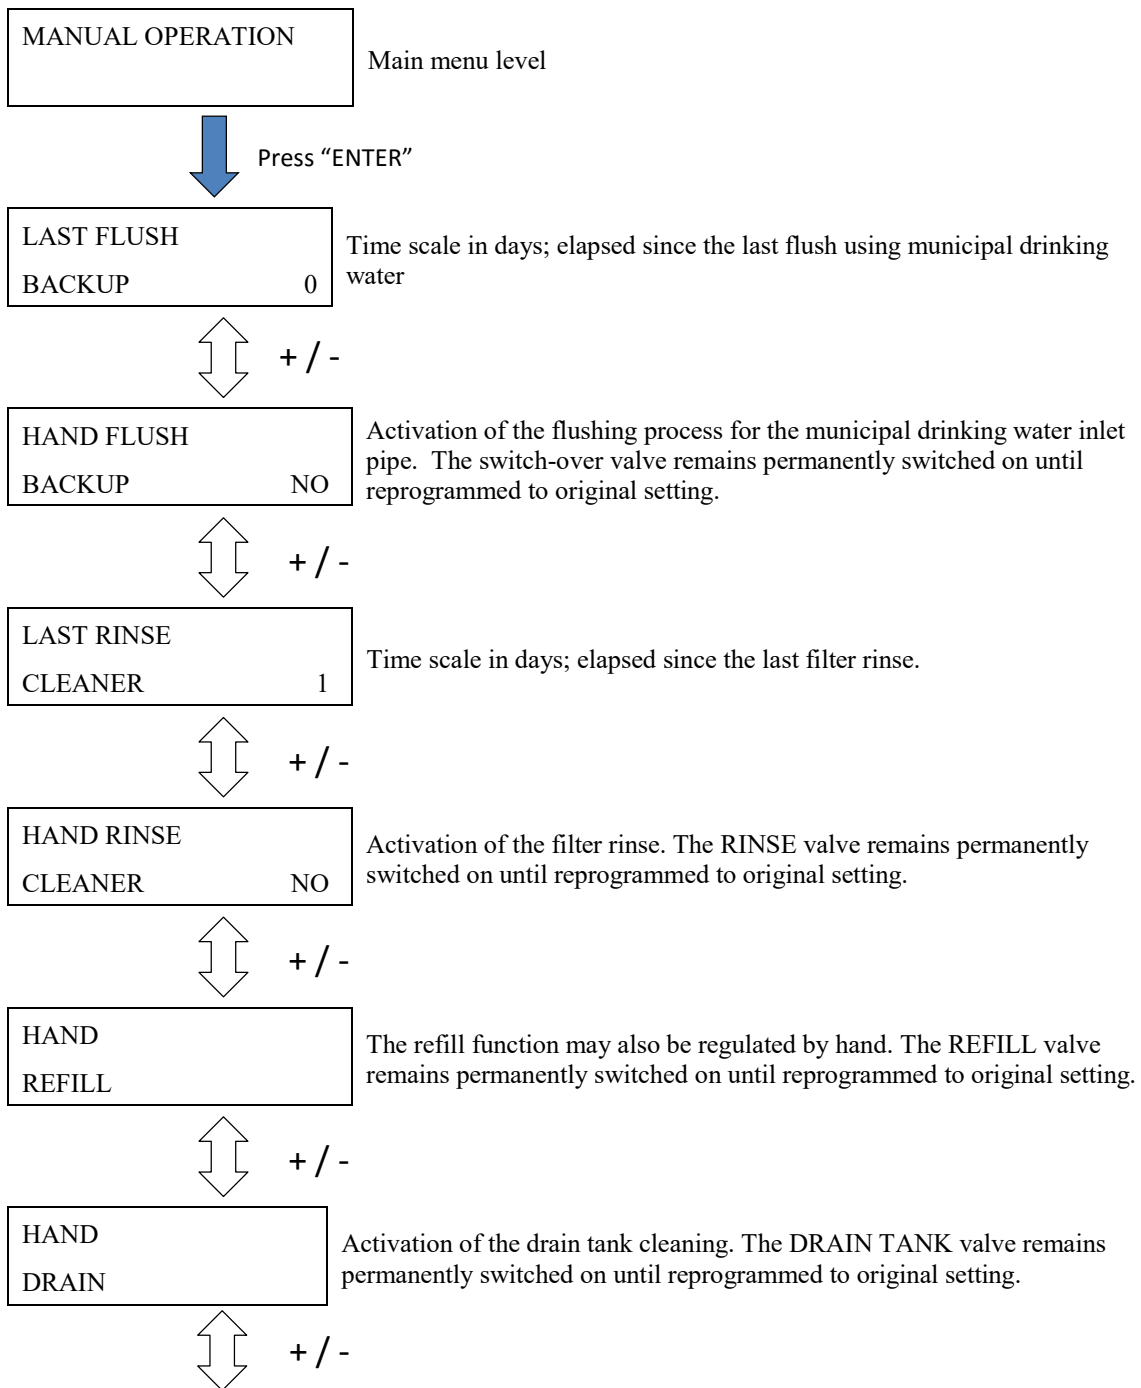 MANUAL OPERATION
Main menu level
Press “ENTER”
LAST FLUSH
BACKUP 0
Time scale in days; elapsed since the last flush using municipal drinking
water
+ / -
HAND FLUSH
BACKUP NO
Activation of the flushing process for the municipal drinking water inlet
pipe. The switch-over valve remains permanently switched on until
reprogrammed to original setting.
+ / -
LAST RINSE
CLEANER 1
Time scale in days; elapsed since the last filter rinse.
+ / -
HAND RINSE
CLEANER NO
Activation of the filter rinse. The RINSE valve remains permanently
switched on until reprogrammed to original setting.
+ / -
HAND
REFILL
The refill function may also be regulated by hand. The REFILL valve
remains permanently switched on until reprogrammed to original setting.
+ / -
HAND
DRAIN
Activation of the drain tank cleaning. The DRAIN TANK valve remains
permanently switched on until reprogrammed to original setting.
+ / -